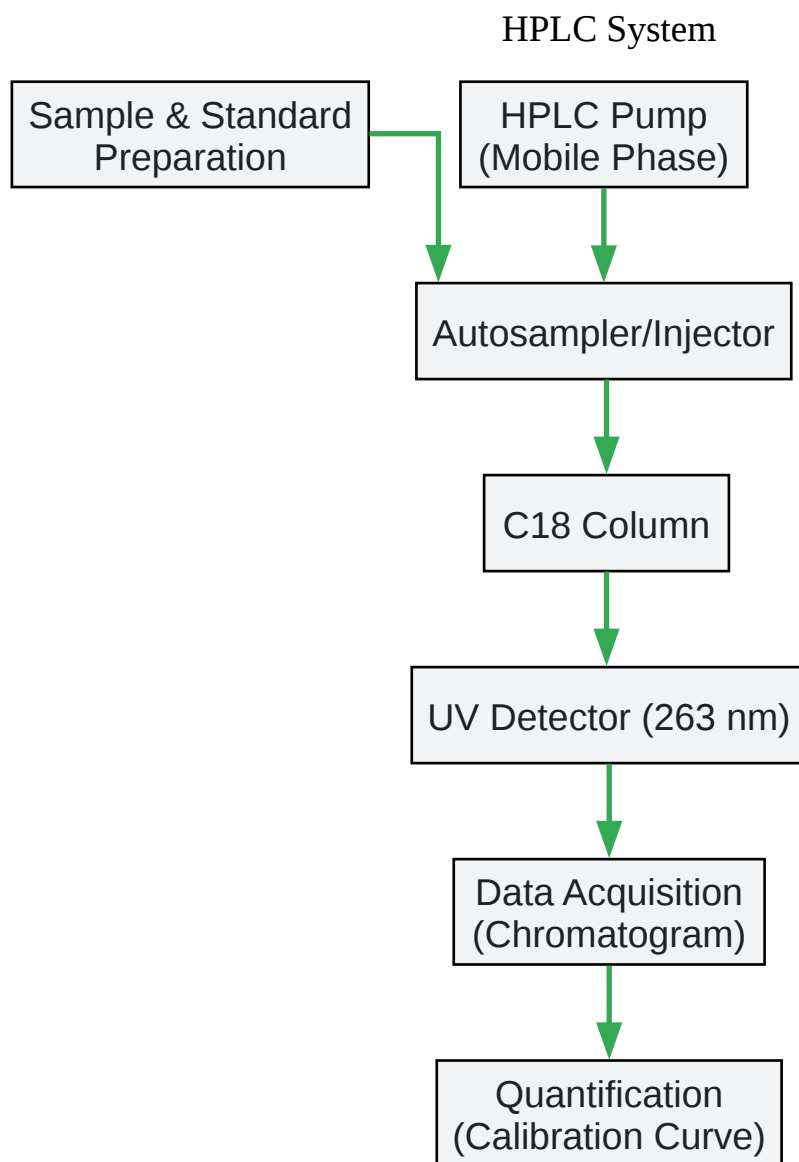 HPLC System
Sample & Standard
Preparation
HPLC Pump
(Mobile Phase)
Autosampler/Injector
C18 Column
UV Detector (263 nm)
Data Acquisition
(Chromatogram)
Quantification
(Calibration Curve)